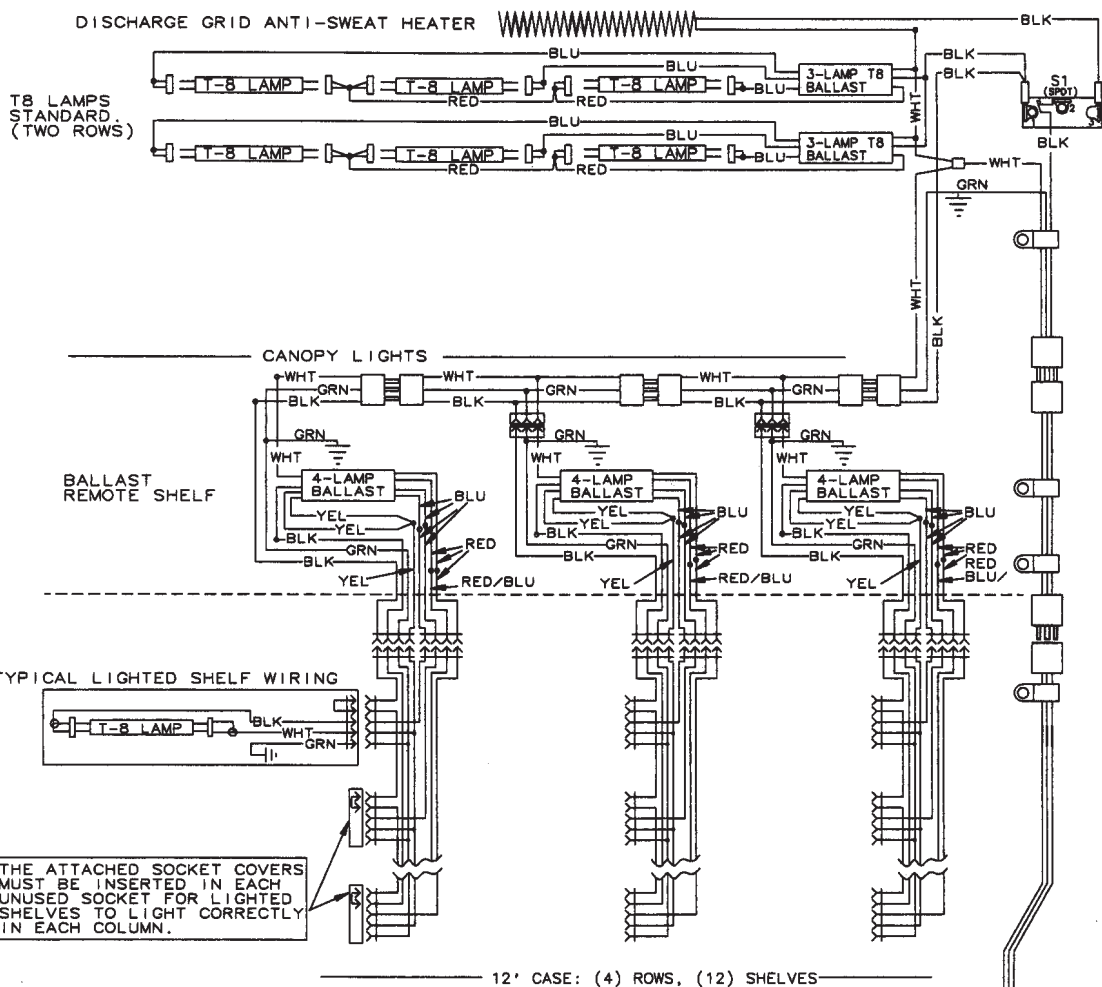 DISCHARGE GRID ANTI-SWEAT HEATER
BLK
BLU
BLK
T-8 LAMP
T-8 LAMP
BLU
T-8 LAMP
BLU
RED
RED
3-LAMP T8
BALLAST
BLK
S1
(SPDT)
1
2
3
T8 LAMPS
STANDARD.
(TWO ROWS)
WHT
BLU
BLU
T-8 LAMP
T-8 LAMP
T-8 LAMP
BLU
RED
RED
3-LAMP T8
BALLAST
BLK
WHT
GRN
WHT
BLK
CANOPY LIGHTS
WHT
WHT
WHT
GRN
GRN
GRN
BLK
BLK
BLK
GRN
GRN
GRN
WHT
WHT
WHT
BALLAST
REMOTE SHELF
4-LAMP
BALLAST
4-LAMP
BALLAST
4-LAMP
BALLAST
BLU
BLU
BLU
YEL
YEL
YEL
YEL
YEL
YEL
BLK
BLK
BLK
GRN
GRN
GRN
RED
RED
RED
BLK
BLK
BLK
RED
YEL
RED/BLU
YEL
RED/BLU
YEL
BLU/
TYPICAL LIGHTED SHELF WIRING
T-8 LAMP
BLK
WHT
GRN
THE ATTACHED SOCKET COVERS
MUST BE INSERTED IN EACH
UNUSED SOCKET FOR LIGHTED
SHELVES TO LIGHT CORRECTLY
IN EACH COLUMN.
12' CASE: (4) ROWS, (12) SHELVES